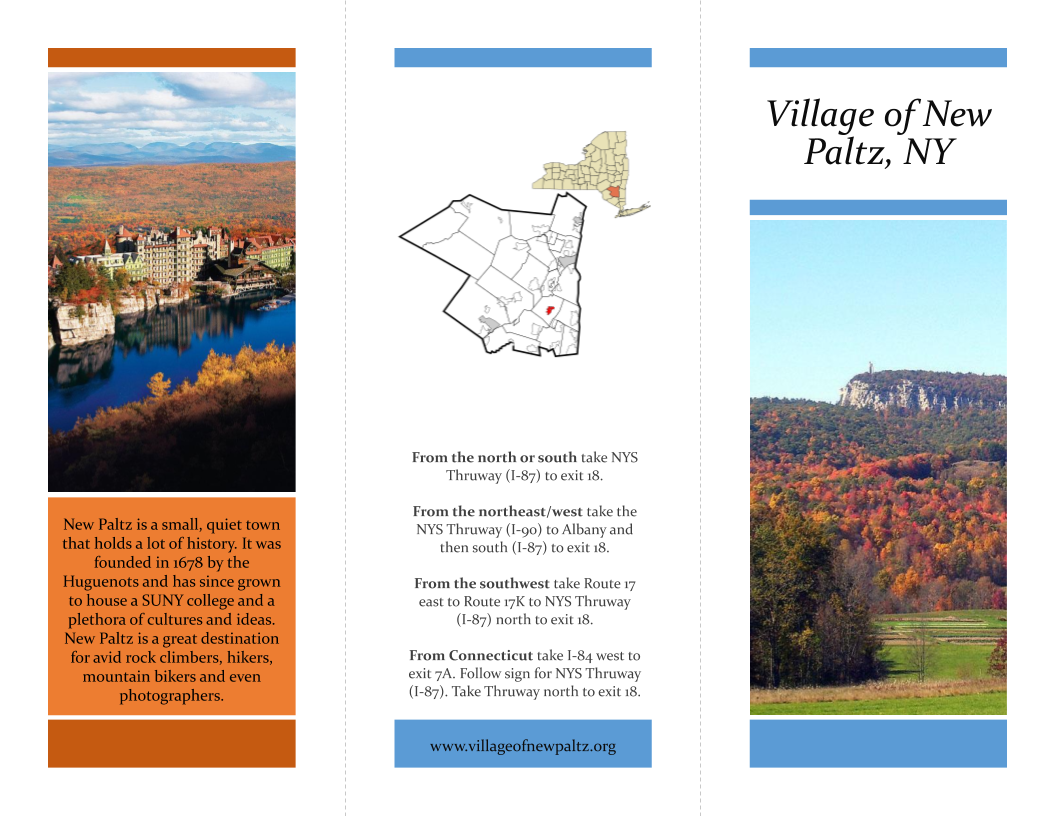 New Paltz is a small, quiet town
that holds a lot of history. It was
founded in 1678 by the
Huguenots and has since grown
to house a SUNY college and a
plethora of cultures and ideas.
New Paltz is a great destination
for avid rock climbers, hikers,
mountain bikers and even
photographers.
From the north or south take NYS
Thruway (I-87) to exit 18.
From the northeast/west take the
NYS Thruway (I-90) to Albany and
then south (I-87) to exit 18.
From the southwest take Route 17
east to Route 17K to NYS Thruway
(I-87) north to exit 18.
From Connecticut take I-84 west to
exit 7A. Follow sign for NYS Thruway
(I-87). Take Thruway north to exit 18.
www.villageofnewpaltz.org
Village of New
Paltz, NY